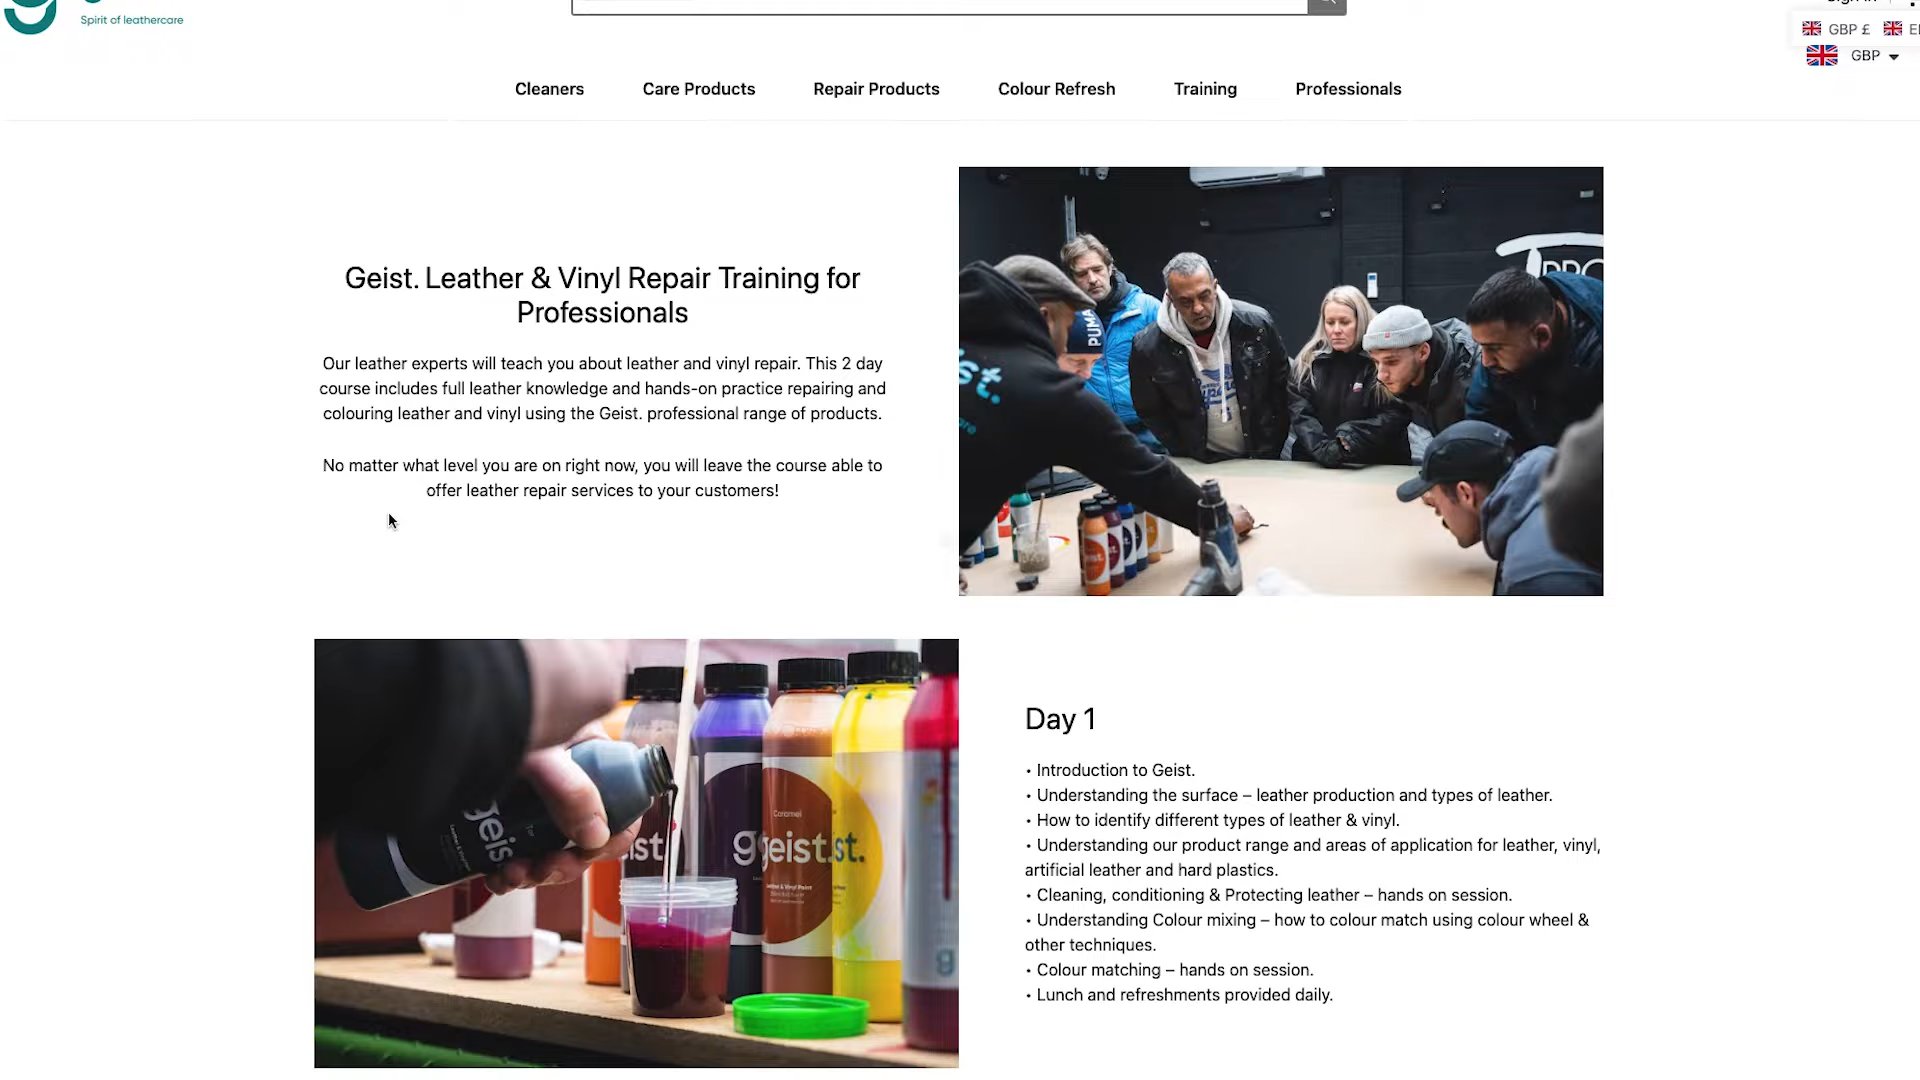 Spirit of leathercare
GBP £
GBP
Cleaners Care Products Repair Products Colour Refresh Training Professionals
Geist. Leather & Vinyl Repair Training for
Professionals
Our leather experts will teach you about leather and vinyl repair. This 2 day
course includes full leather knowledge and hands-on practice repairing and
colouring leather and vinyl using the Geist. professional range of products.
No matter what level you are on right now, you will leave the course able to
offer leather repair services to your customers!
PUMA
Day 1
• Introduction to Geist.
• Understanding the surface – leather production and types of leather.
• How to identify different types of leather & vinyl.
• Understanding our product range and areas of application for leather, vinyl,
artificial leather and hard plastics.
• Cleaning, conditioning & Protecting leather – hands on session.
• Understanding Colour mixing – how to colour match using colour wheel &
other techniques.
• Colour matching – hands on session.
• Lunch and refreshments provided daily.
Caramel
geist.
Leather & Vinyl Paint